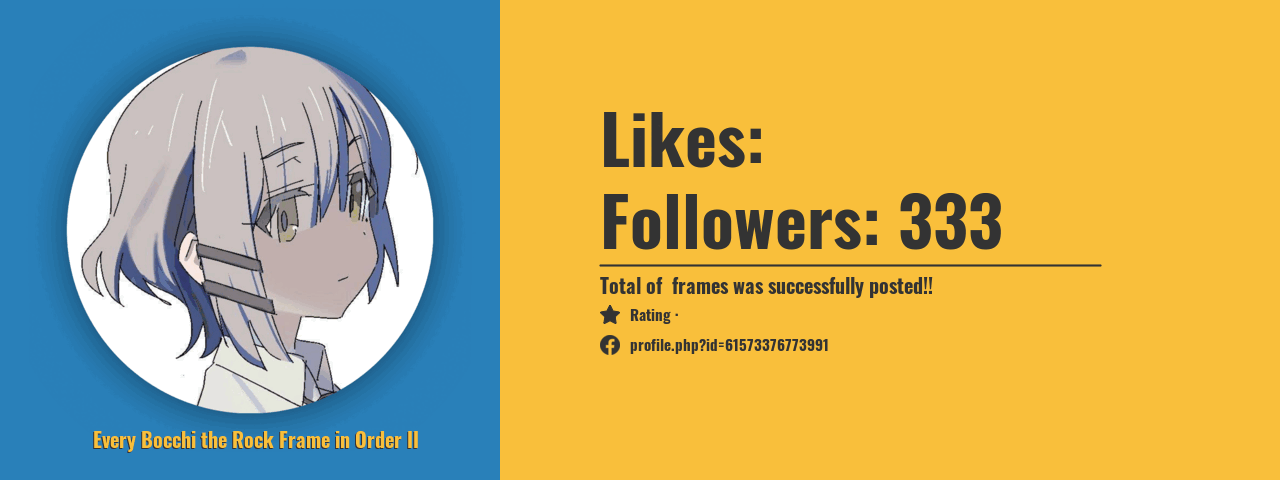 Likes:
Followers: 333
Total of  frames was successfully posted!!
Rating ·
profile.php?id=61573376773991
Every Bocchi the Rock Frame in Order II